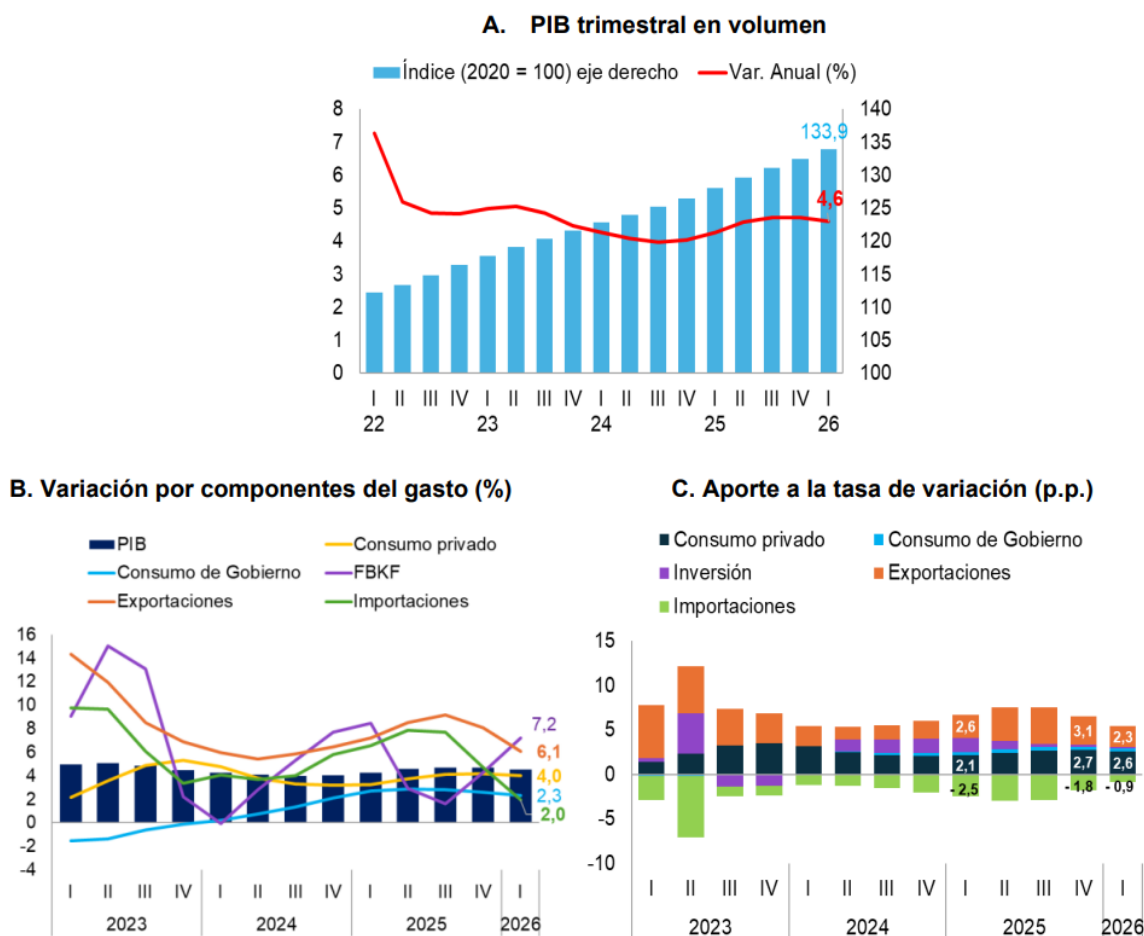 A. PIB trimestral en volumen
Índice (2020 = 100) eje derecho Var. Anual (%)
8 140
7 133,9 135
6 130
5 4,6 125
4 120
3 115
2 110
1 105
0 100
I II III IV I II III IV I II III IV I II III IV I
22 23 24 25 26
B. Variación por componentes del gasto (%)
PIB Consumo privado
Consumo de Gobierno FBKF
Exportaciones Importaciones
16
14
12
10
8 7,2
6 6,1
4 4,0
2 2,3
0 2,0
-2
-4
I II III IV I II III IV I II III IV I
2023 2024 2025 2026
C. Aporte a la tasa de variación (p.p.)
Consumo privado Consumo de Gobierno
Inversión Exportaciones
Importaciones
15
10
5 2,6 3,1 2,3
2,1 2,7 2,6
0
- 2,5 - 1,8 - 0,9
-5
-10
I II III IV I II III IV I II III IV I
2023 2024 2025 2026